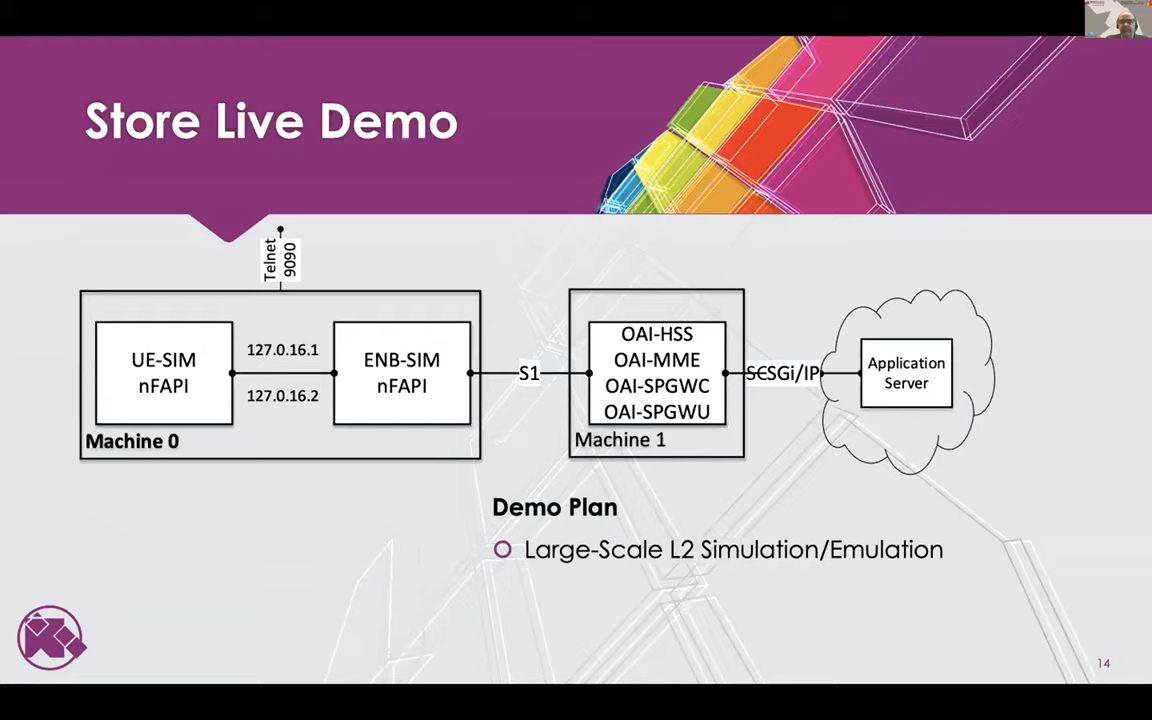 Store Live Demo
Telnet
9090
UE-SIM
nFAPI
127.0.16.1
127.0.16.2
ENB-SIM
nFAPI
Machine 0
S1
OAI-HSS
OAI-MME
OAI-SPGWC
OAI-SPGWU
Machine 1
SCSGi/IP
Application
Server
Demo Plan
Large-Scale L2 Simulation/Emulation
14